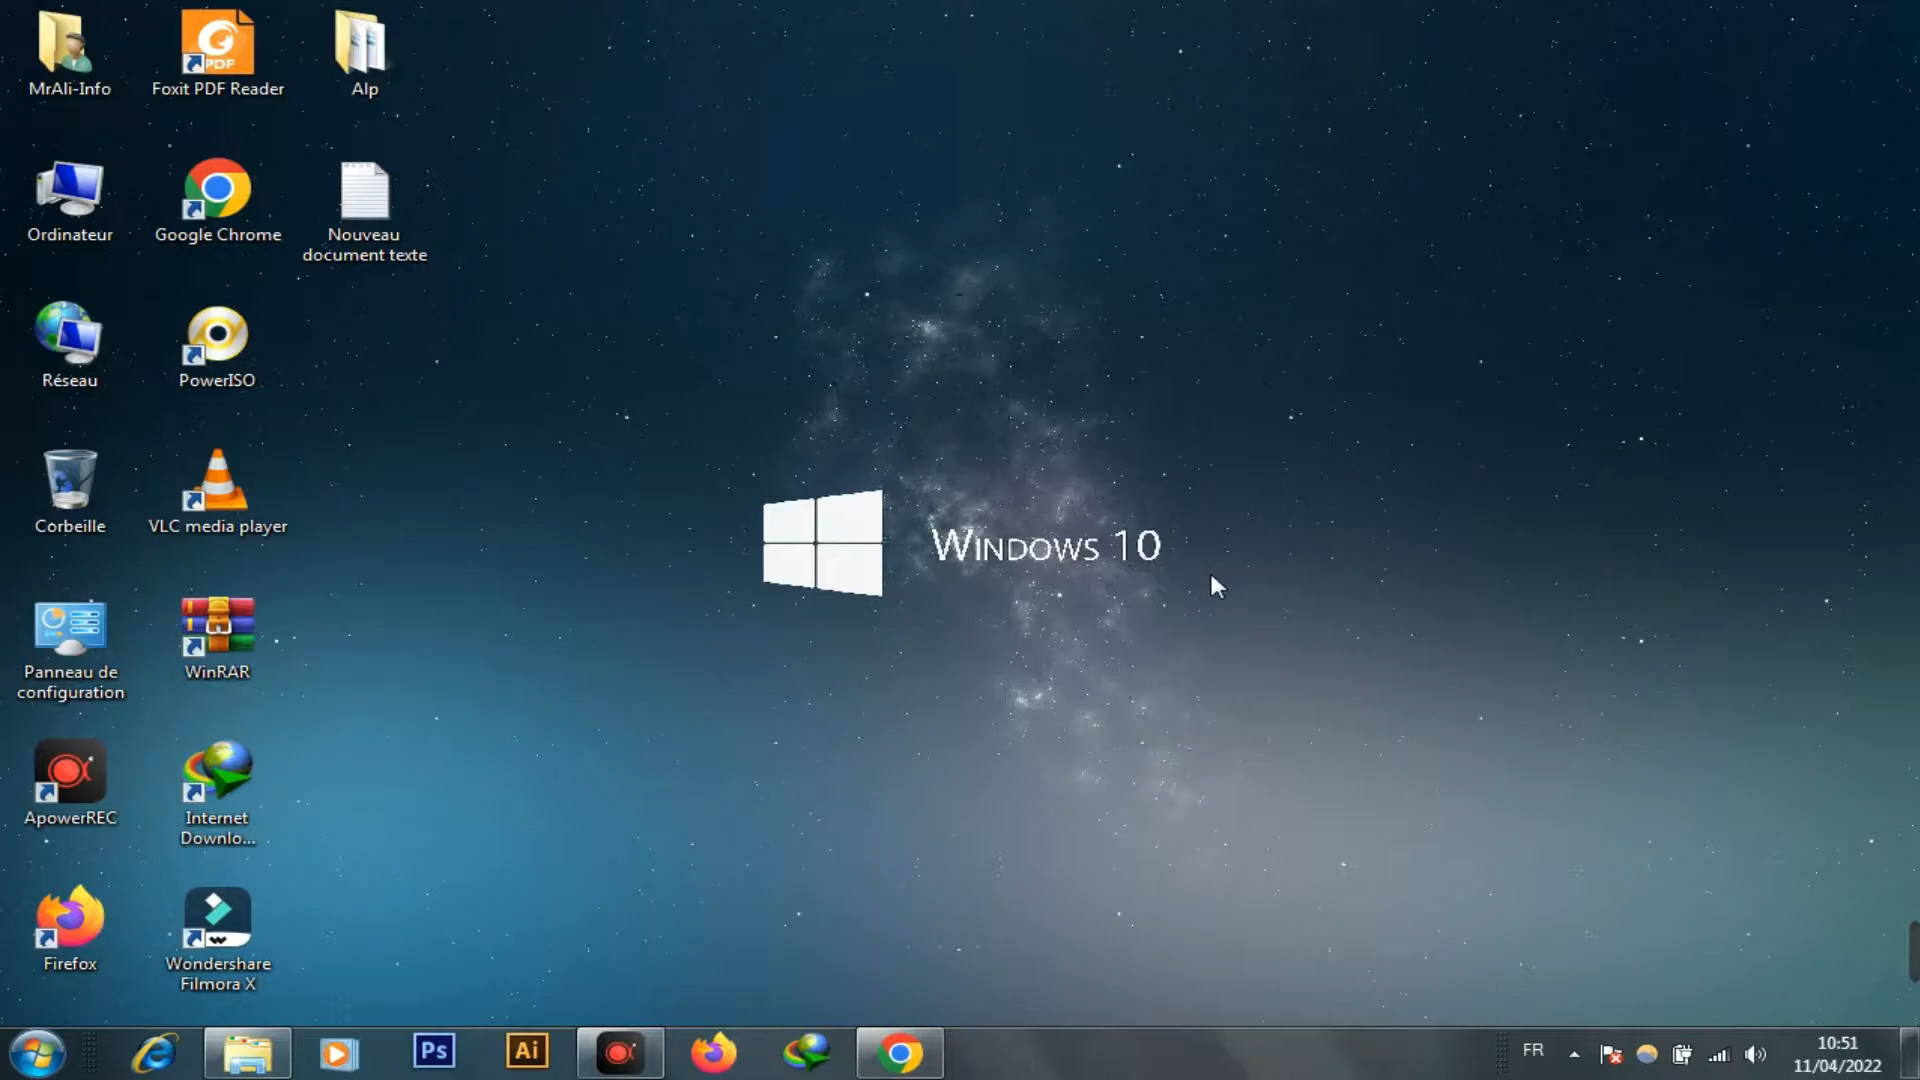 MrAli-Info
Foxit PDF Reader
Alp
PDF
Ordinateur
Google Chrome
Nouveau
document texte
Réseau
PowerISO
Corbeille
VLC media player
Windows 10
Panneau de
configuration
WinRAR
ApowerREC
Internet
Downlo...
Firefox
Wondershare
Filmora X
Ps
Ai
FR
10:51
11/04/2022